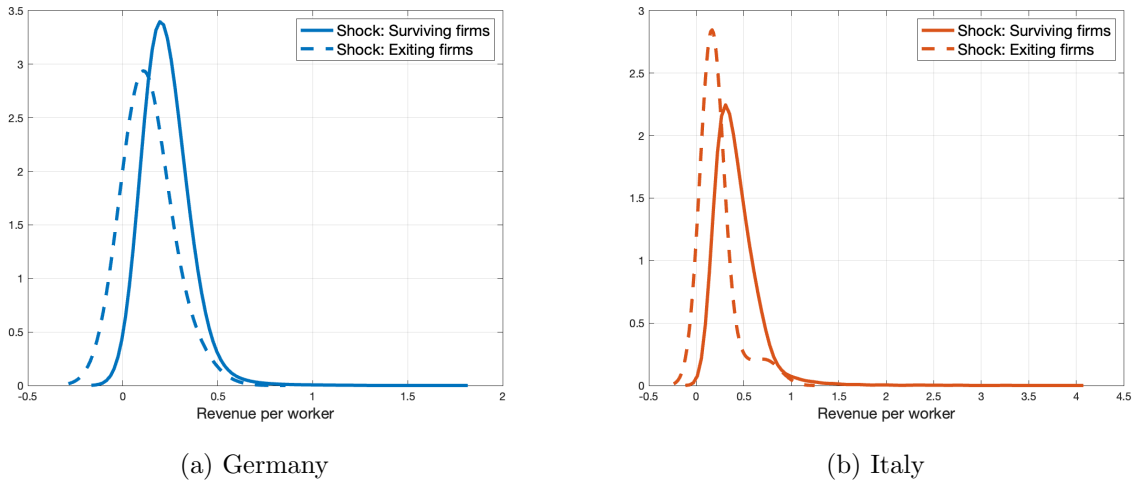 3.5
3
2.5
2
1.5
1
0.5
0
-0.5 0 0.5 1 1.5 2
Revenue per worker
Shock: Surviving firms
Shock: Exiting firms
(a) Germany
3
2.5
2
1.5
1
0.5
0
-0.5 0 0.5 1 1.5 2 2.5 3 3.5 4 4.5
Revenue per worker
Shock: Surviving firms
Shock: Exiting firms
(b) Italy